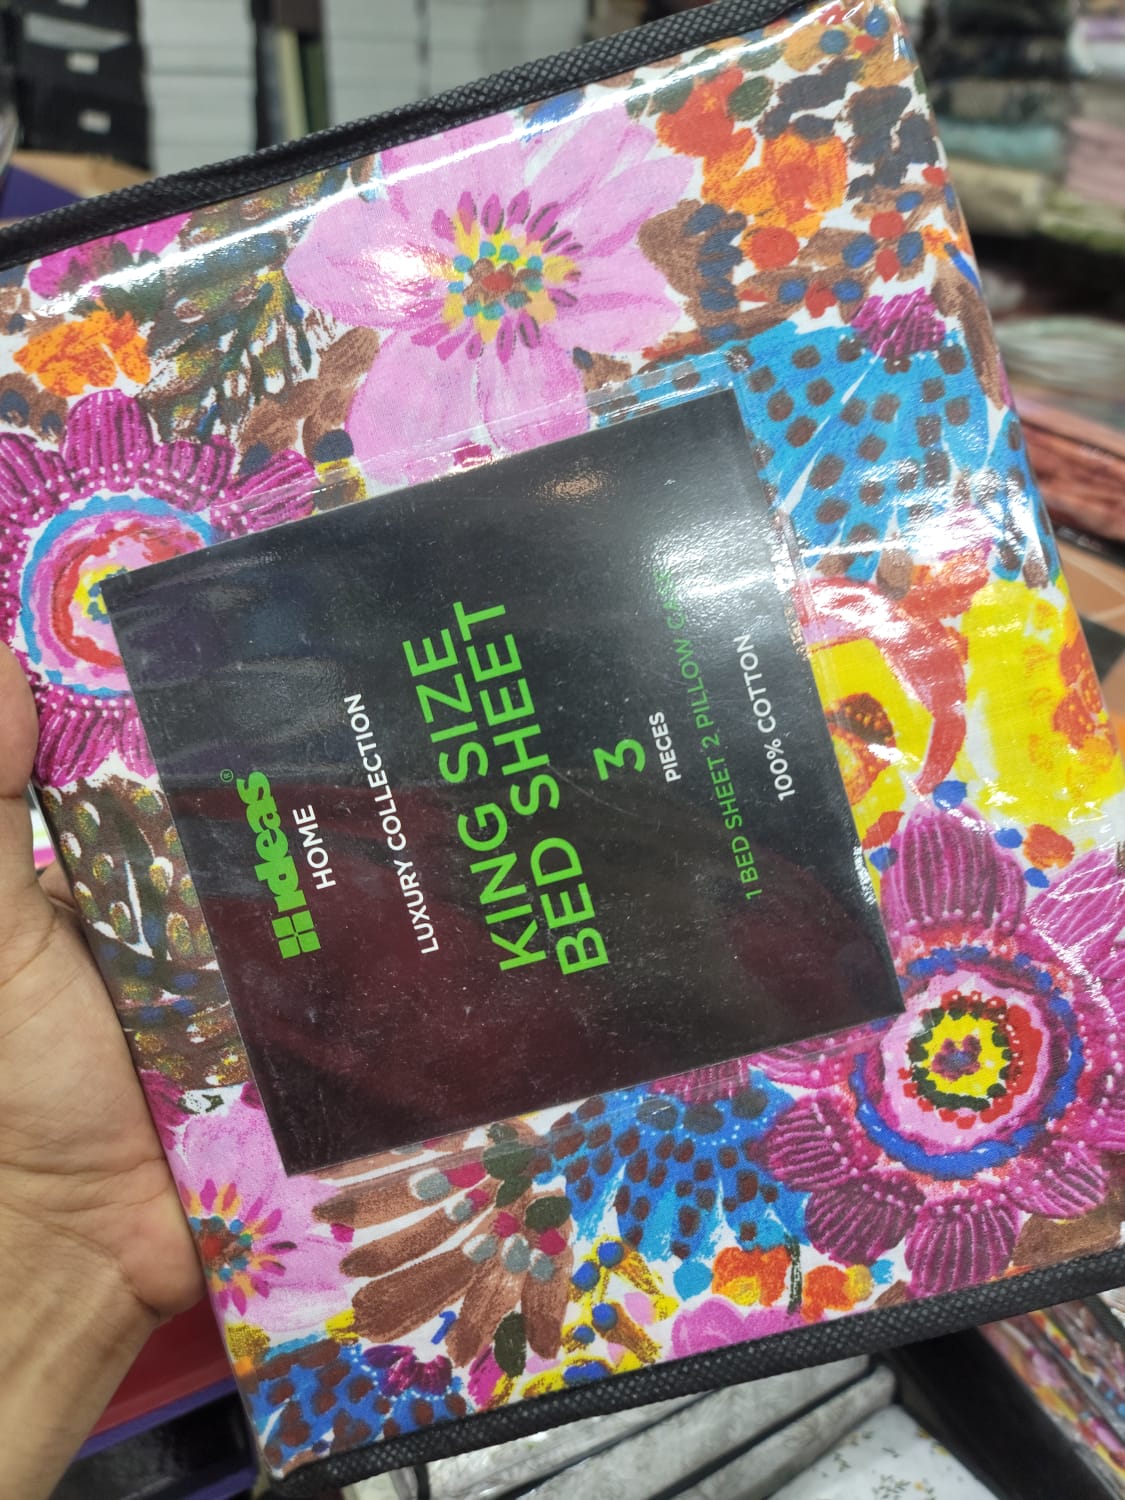 ideas®
HOME
LUXURY COLLECTION
KING SIZE
BED SHEET
3
PIECES
1 BED SHEET 2 PILLOW CASE
100% COTTON